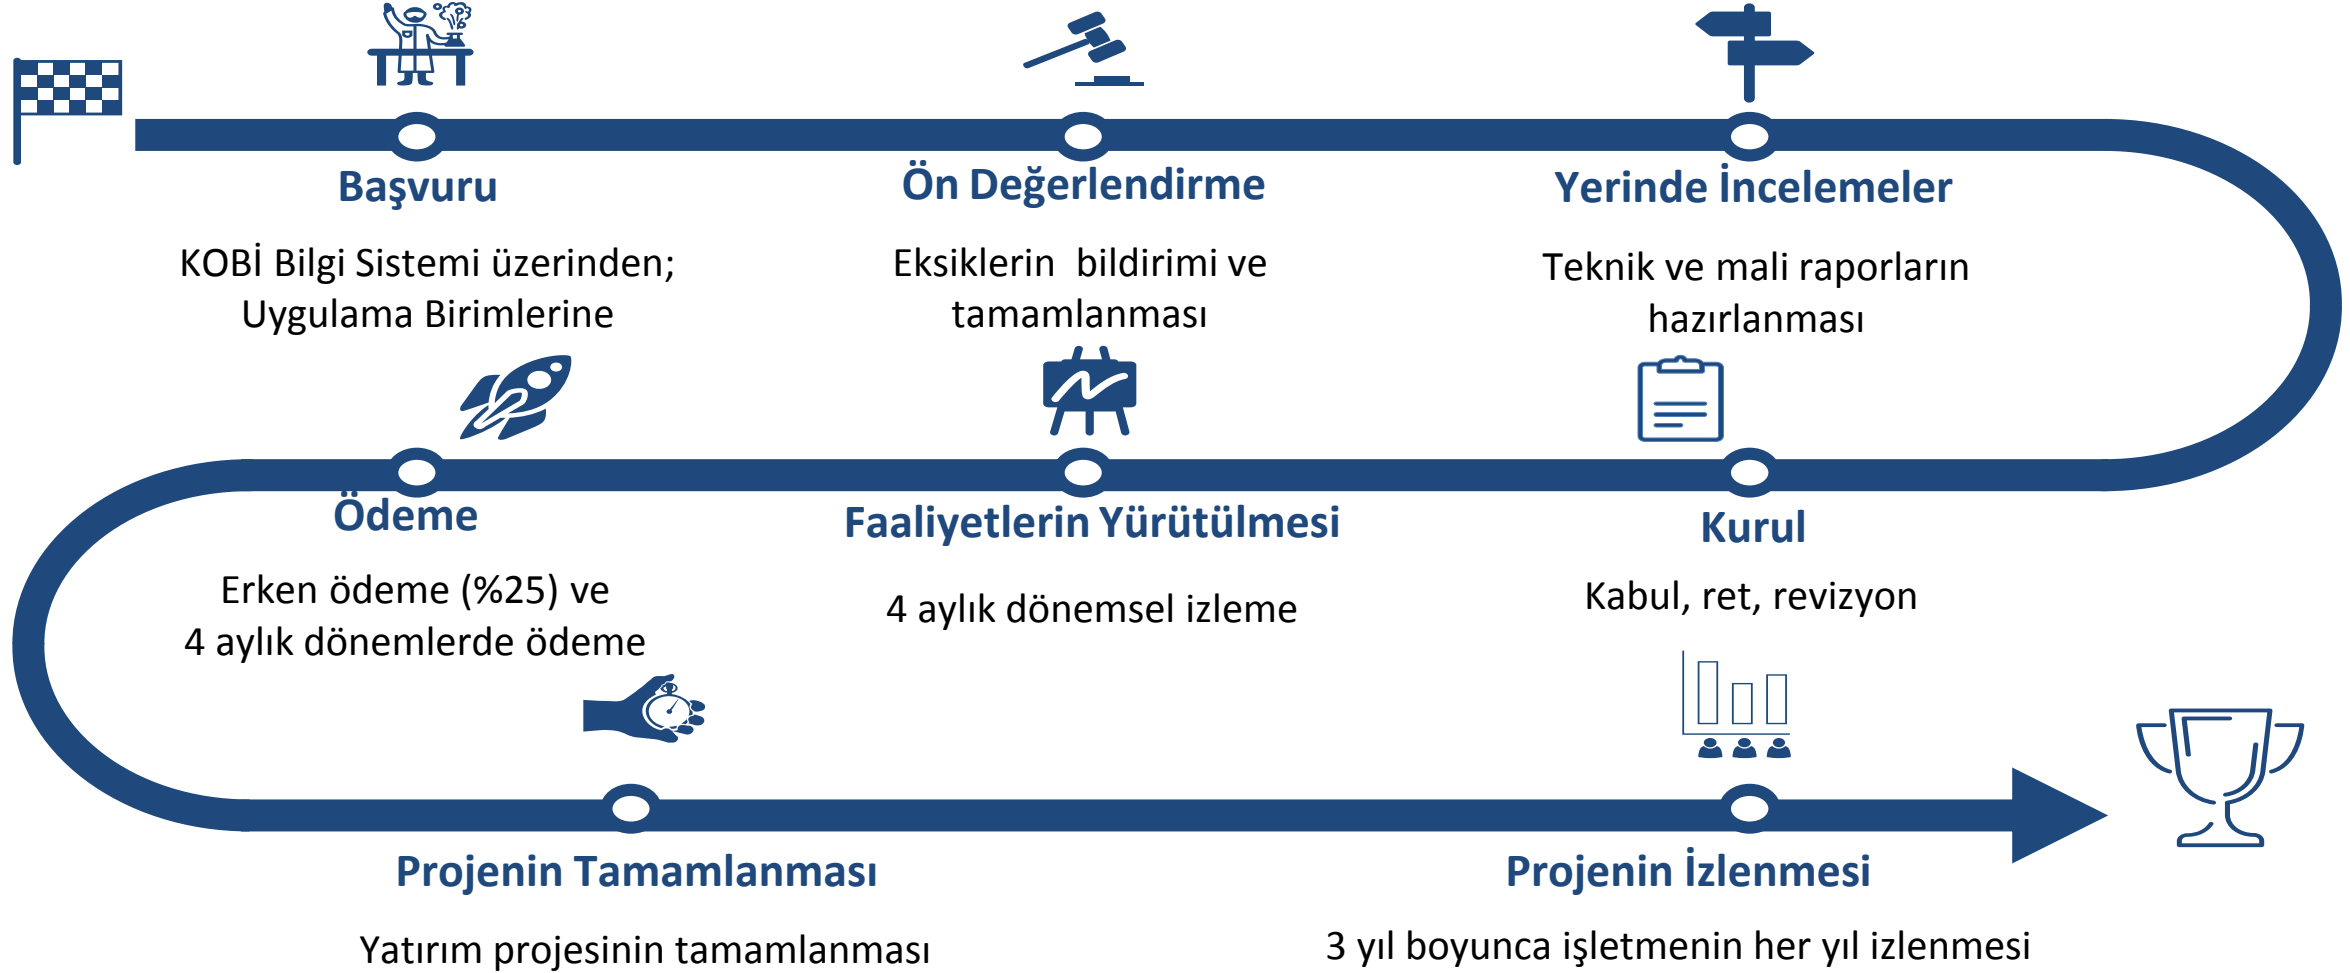 Başvuru
KOBİ Bilgi Sistemi üzerinden;
Uygulama Birimlerine
Ön Değerlendirme
Eksiklerin  bildirimi ve
tamamlanması
Yerinde İncelemeler
Teknik ve mali raporların
hazırlanması
Kurul
Kabul, ret, revizyon
Faaliyetlerin Yürütülmesi
4 aylık dönemsel izleme
Ödeme
Erken ödeme (%25) ve
4 aylık dönemlerde ödeme
Projenin Tamamlanması
Yatırım projesinin tamamlanması
Projenin İzlenmesi
3 yıl boyunca işletmenin her yıl izlenmesi